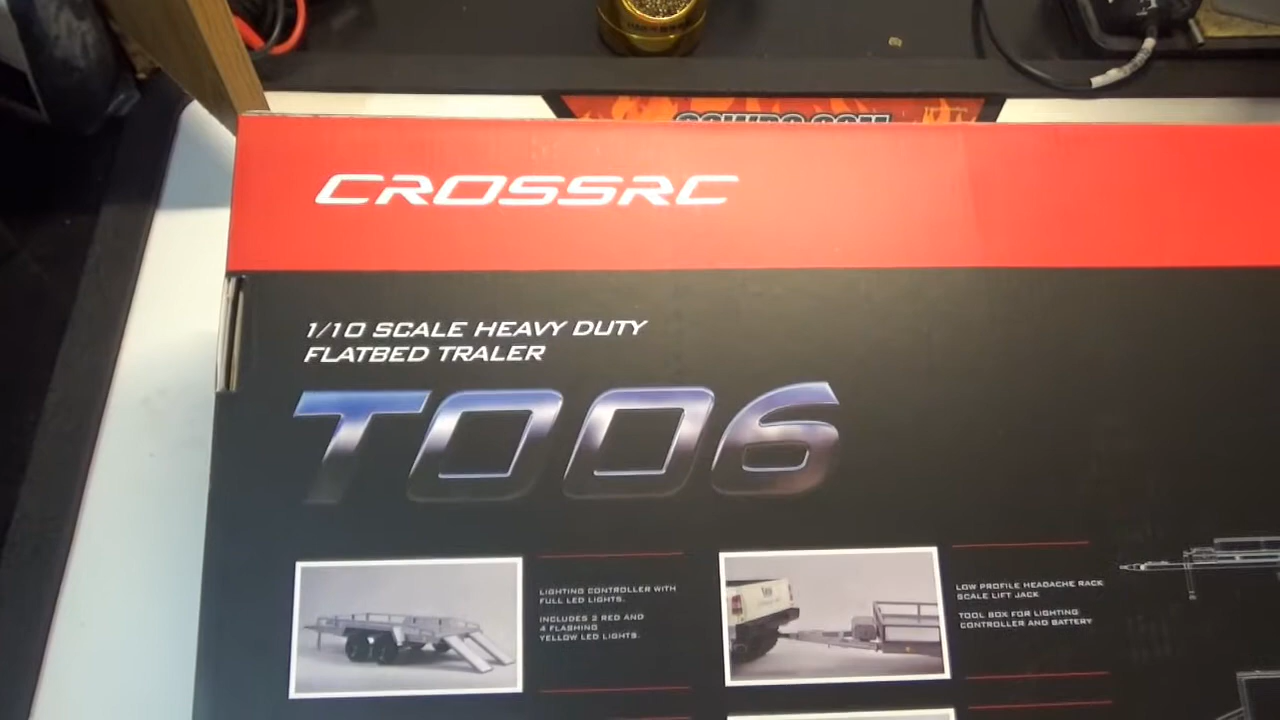 CROSSRC
1/10 SCALE HEAVY DUTY
FLATBED TRALER
T006
LIGHTING CONTROLLER WITH
FULL LED LIGHTS.
INCLUDES 2 RED AND
4 FLASHING
YELLOW LED LIGHTS.
LOW PROFILE HEADACHE RACK
SCALE LIFT JACK
TOOL BOX FOR LIGHTING
CONTROLLER AND BATTERY